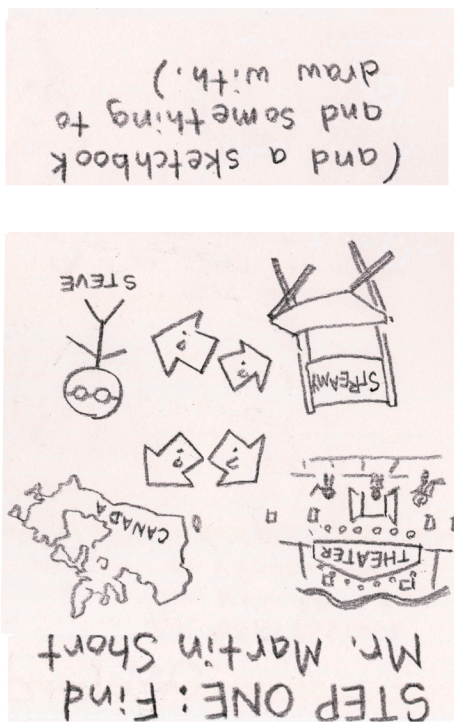 STEP ONE: Find
Mr. Martin Short
THEATER
CANADA
? ?
? ?
STREAMY
STEVE
(and a sketchbook
and something to
draw with.)